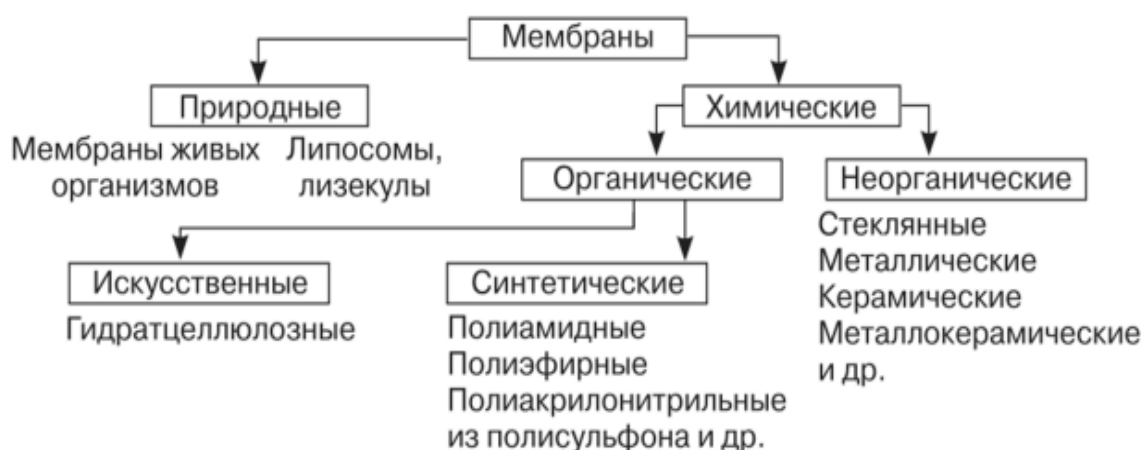 Мембраны
Природные
Мембраны живых
организмов
Липосомы,
лизекулы
Химические
Органические
Неорганические
Стеклянные
Металлические
Керамические
Металлокерамические
и др.
Искусственные
Гидратцеллюлозные
Синтетические
Полиамидные
Полиэфирные
Полиакрилонитрильные
из полисульфона и др.